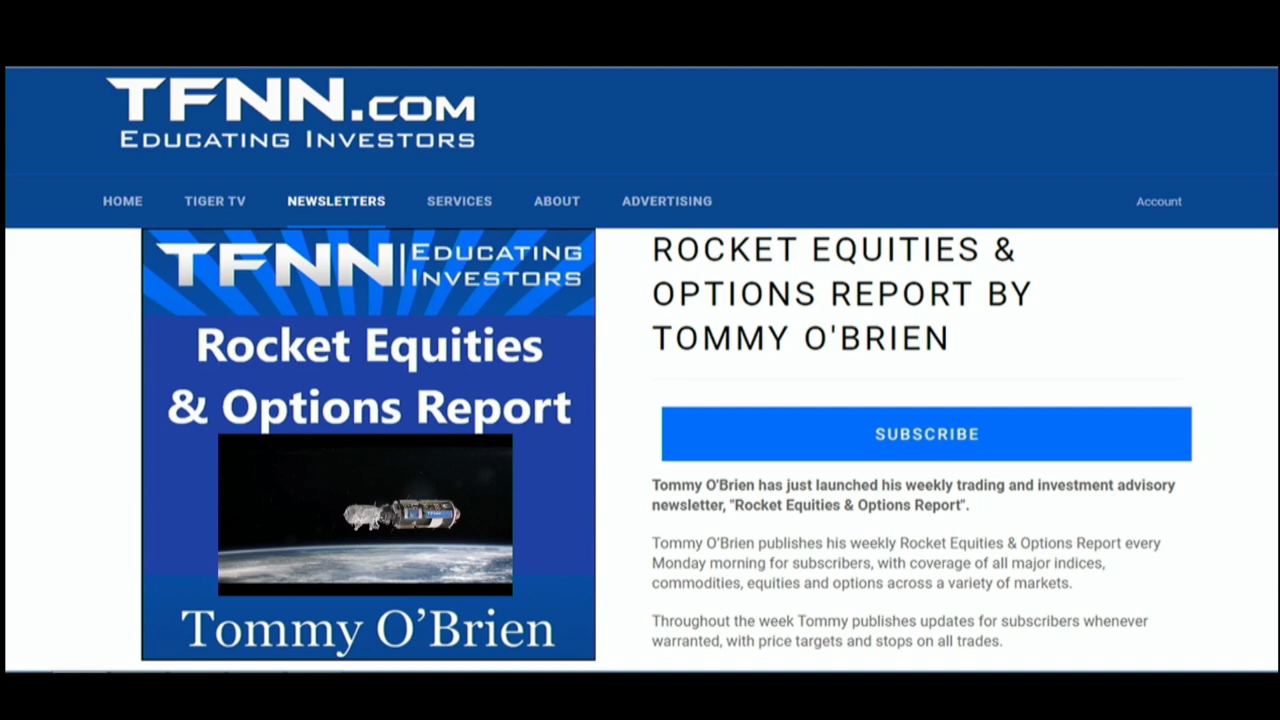 TFNN.COM
EDUCATING INVESTORS
HOME TIGER TV NEWSLETTERS SERVICES ABOUT ADVERTISING Account
TFNN EDUCATING
INVESTORS
Rocket Equities
& Options Report
TFNN
Tommy O’Brien
ROCKET EQUITIES &
OPTIONS REPORT BY
TOMMY O'BRIEN
SUBSCRIBE
Tommy O'Brien has just launched his weekly trading and investment advisory
newsletter, "Rocket Equities & Options Report".
Tommy O’Brien publishes his weekly Rocket Equities & Options Report every
Monday morning for subscribers, with coverage of all major indices,
commodities, equities and options across a variety of markets.
Throughout the week Tommy publishes updates for subscribers whenever
warranted, with price targets and stops on all trades.